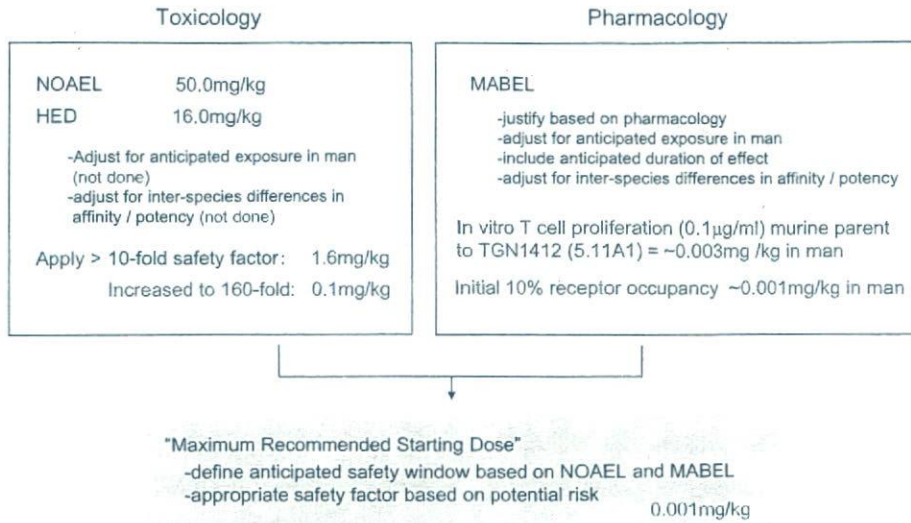 Toxicology
NOAEL 50.0mg/kg
HED 16.0mg/kg
-Adjust for anticipated exposure in man
(not done)
-adjust for inter-species differences in
affinity / potency (not done)
Apply > 10-fold safety factor: 1.6mg/kg
Increased to 160-fold: 0.1mg/kg
Pharmacology
MABEL
-justify based on pharmacology
-adjust for anticipated exposure in man
-include anticipated duration of effect
-adjust for inter-species differences in affinity / potency
In vitro T cell proliferation (0.1µg/ml) murine parent
to TGN1412 (5.11A1) = ~0.003mg /kg in man
Initial 10% receptor occupancy ~0.001mg/kg in man
"Maximum Recommended Starting Dose"
-define anticipated safety window based on NOAEL and MABEL
-appropriate safety factor based on potential risk
0.001mg/kg